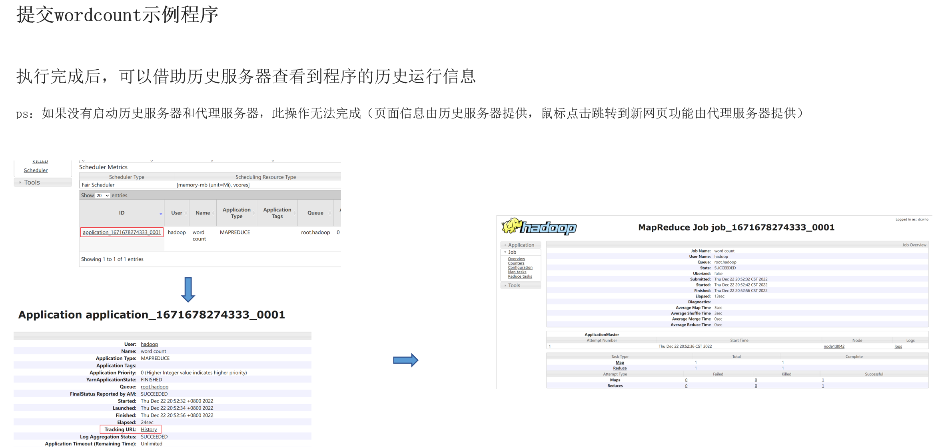 提交wordcount示例程序
执行完成后，可以借助历史服务器查看到程序的历史运行信息
ps：如果没有启动历史服务器和代理服务器，此操作无法完成（页面信息由历史服务器提供，鼠标点击跳转到新网页功能由代理服务器提供）
Scheduler
Tools
Scheduler Metrics
Scheduler Type Scheduling Resource Type
Fair Scheduler [memory-mb (unit=Mi), vcores]
Show 20 entries
ID User Name Application Type Application Tags Queue
application_1671678274333_0001 hadoop word count MAPREDUCE root.hadoop 0
Showing 1 to 1 of 1 entries
Application application_1671678274333_0001
User: hadoop
Name: word count
Application Type: MAPREDUCE
Application Tags:
Application Priority: 0 (Higher Integer value indicates higher priority)
YarnApplicationState: FINISHED
Queue: root.hadoop
FinalStatus Reported by AM: SUCCEEDED
Started: Thu Dec 22 20:52:32 +0800 2022
Launched: Thu Dec 22 20:52:34 +0800 2022
Finished: Thu Dec 22 20:52:56 +0800 2022
Elapsed: 24sec
Tracking URL: History
Log Aggregation Status: SUCCEEDED
Application Timeout (Remaining Time): Unlimited
hadoop
MapReduce Job job_1671678274333_0001
Application
Job
Overview
Counters
Configuration
Map tasks
Reduce tasks
Tools
Job Overview
Job Name: word count
User Name: hadoop
Queue: root.hadoop
State: SUCCEEDED
Uberized: false
Submitted: Thu Dec 22 20:52:32 CST 2022
Started: Thu Dec 22 20:52:42 CST 2022
Finished: Thu Dec 22 20:52:56 CST 2022
Elapsed:
Diagnostics:
Average Map Time
Average Shuffle Time
Average Merge Time 0sec
Average Reduce Time 0sec
ApplicationMaster
Attempt Number Start Time Node Logs
Thu Dec 22 20:52:36 CST 2022 logs
Task Type Total Complete
Map
Reduce
Attempt Type Failed Killed Successful
Maps 0 0
Reduces 0 0